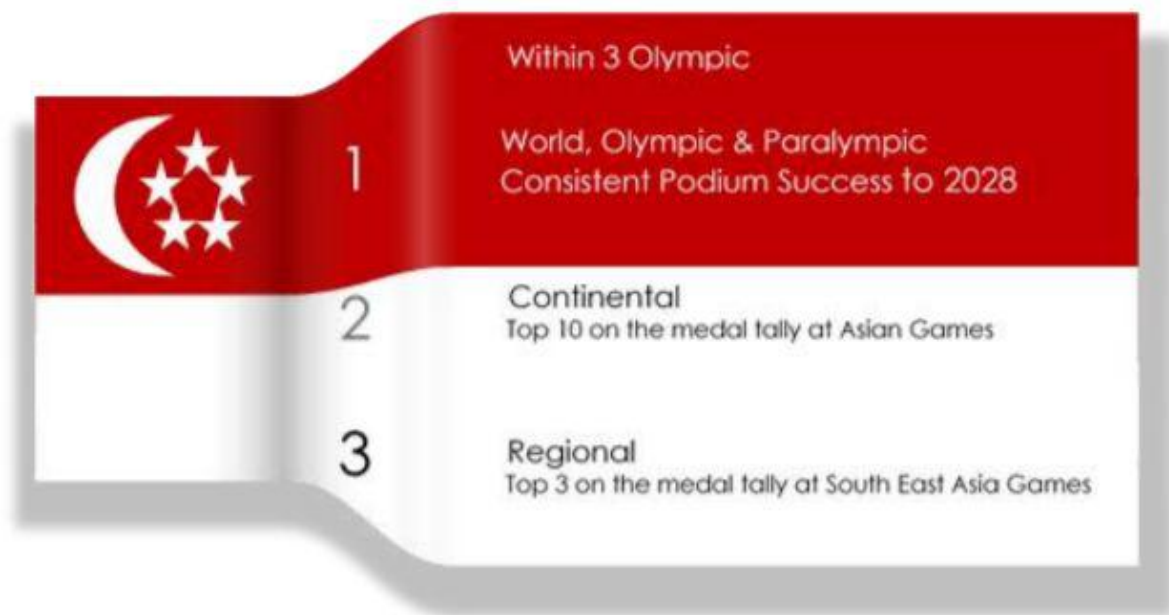 Within 3 Olympic
1
World, Olympic & Paralympic
Consistent Podium Success to 2028
2
Continental
Top 10 on the medal tally at Asian Games
3
Regional
Top 3 on the medal tally at South East Asia Games